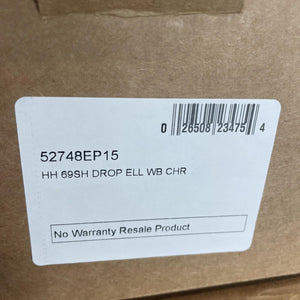 0 26508 23475 4
52748EP15
HH 69SH DROP ELL WB CHR
No Warranty Resale Product